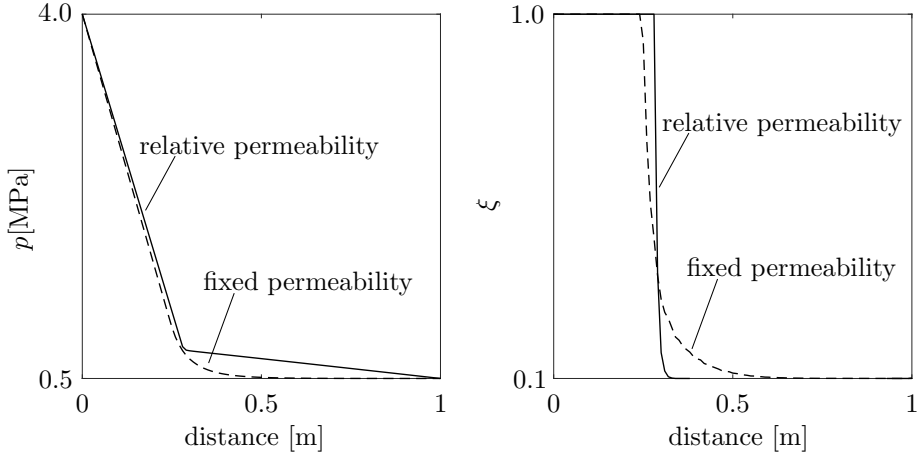 4.0
p[MPa]
relative permeability
fixed permeability
0.5
0
0.5
1
distance [m]
1.0
ξ
relative permeability
fixed permeability
0.1
0
0.5
1
distance [m]